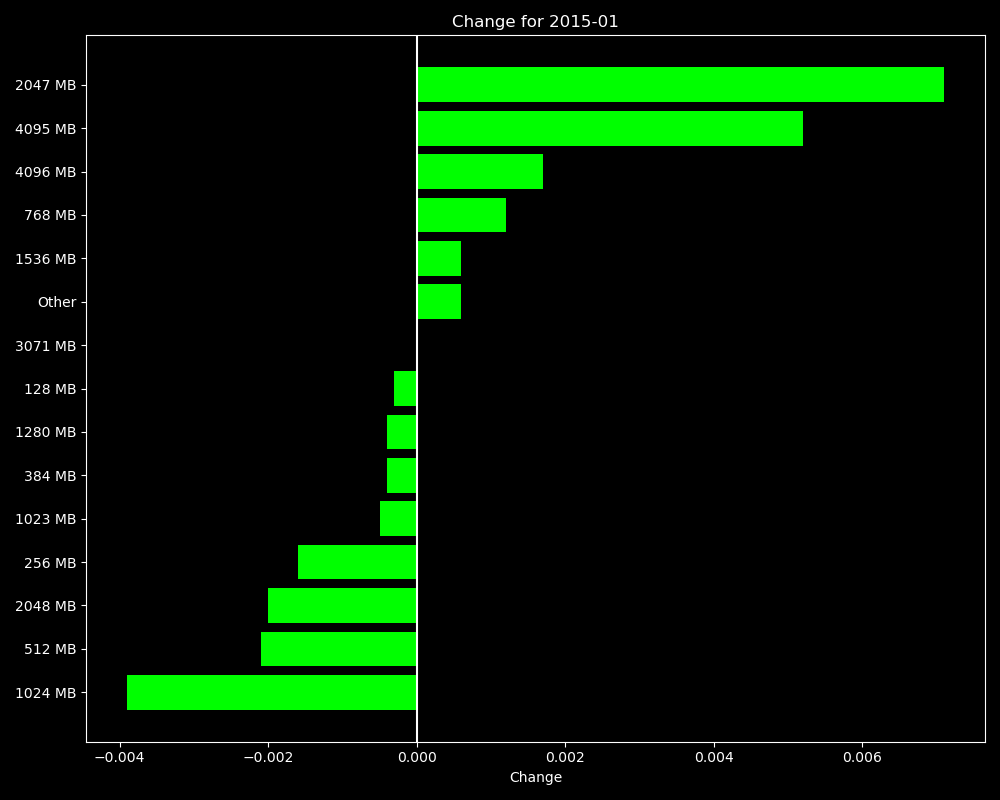 Change for 2015-01
2047 MB
4095 MB
4096 MB
768 MB
1536 MB
Other
3071 MB
128 MB
1280 MB
384 MB
1023 MB
256 MB
2048 MB
512 MB
1024 MB
−0.004 −0.002 0.000 0.002 0.004 0.006
Change